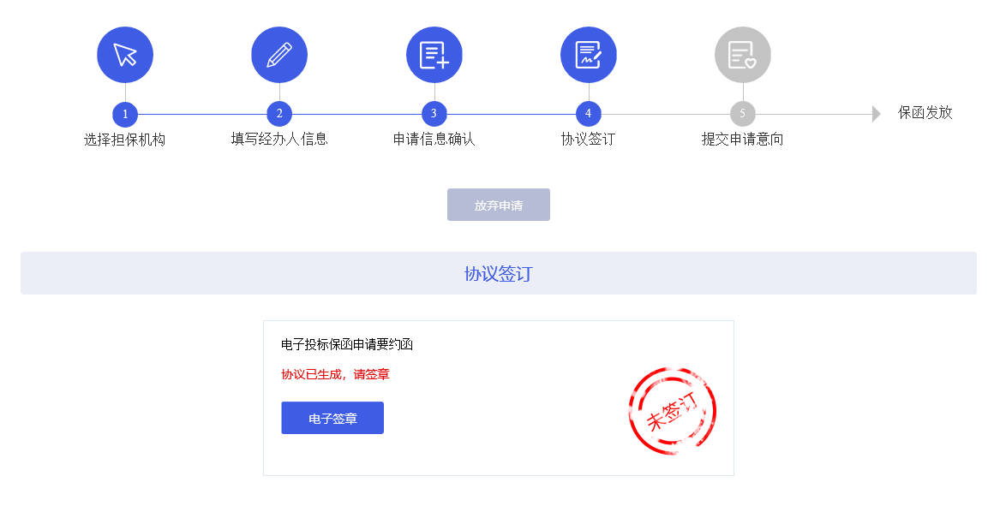 1
2
3
4
5
选择担保机构
填写经办人信息
申请信息确认
协议签订
提交申请意向
保函发放
放弃申请
协议签订
电子投标保函申请要约函
协议已生成，请签章
电子签章
未签订